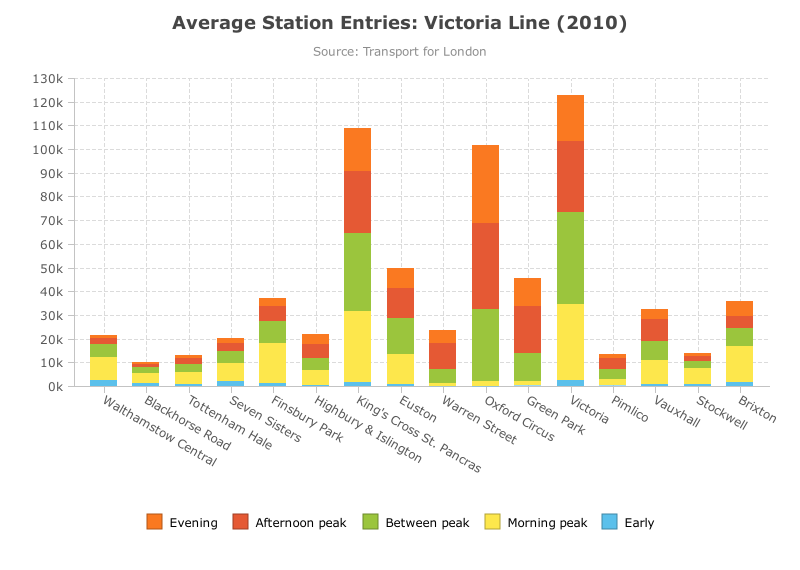 Average Station Entries: Victoria Line (2010)
Source: Transport for London
130k
120k
110k
100k
90k
80k
70k
60k
50k
40k
30k
20k
10k
0k
Walthamstow Central
Blackhorse Road
Tottenham Hale
Seven Sisters
Finsbury Park
Highbury & Islington
King's Cross St. Pancras
Euston
Warren Street
Oxford Circus
Green Park
Victoria
Pimlico
Vauxhall
Stockwell
Brixton
Evening
Afternoon peak
Between peak
Morning peak
Early